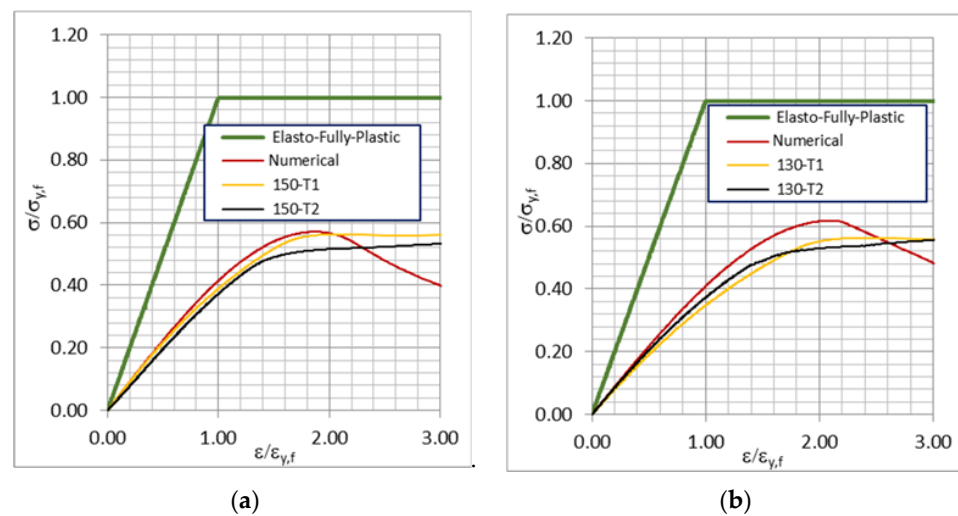 1.20
1.00
0.80
0.60
0.40
0.20
0.00
σ/σy,f
Elasto-Fully-Plastic
Numerical
150-T1
150-T2
0.00 1.00 2.00 3.00
ε/εy,f
(a)
1.20
1.00
0.80
0.60
0.40
0.20
0.00
σ/σy,f
Elasto-Fully-Plastic
Numerical
130-T1
130-T2
0.00 1.00 2.00 3.00
ε/εy,f
(b)